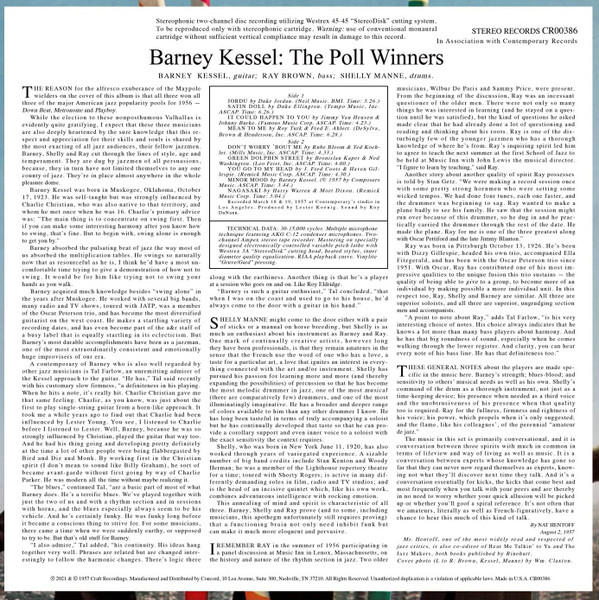 Stereophonic two-channel disc recording utilizing Westrex 45-45 "StereoDisk" cutting system.
To be reproduced only with stereophonic cartridge. Warning: use of conventional monaural
cartridge without sufficient vertical compliance may result in damage to this record.
STEREO RECORDS CR00386
In Association with Contemporary Records
Barney Kessel: The Poll Winners
BARNEY KESSEL, guitar; RAY BROWN, bass; SHELLY MANNE, drums.
THE REASON for the alfresco-exuberance of the Maypole
wielders on the cover of this album is that all three won all
three of the major American jazz popularity polls for 1956 —
Down Beat, Metronome and Playboy.
While the election to these nonposthumous Valhallas is
evidently quite gratifying, I expect that these three musicians
are also deeply heartened by the sure knowledge that this re-
spect and appreciation for their skills and souls is shared by
the most exacting of all jazz audiences, their fellow jazzmen.
Barney, Shelly and Ray cut through the lines of style, age and
temperament. They are dug by jazzmen of all persuasions,
because, they in turn have not limited themselves to any one
county of jazz. They're in place almost anywhere in the whole
pleasure dome.
Barney Kessel was born in Muskogee, Oklahoma, October
17, 1923. He was self-taught but was strongly influenced by
Charlie Christian, who was also native to that territory, and
whom he met once when he was 16. Charlie's primary advice
was: "The main thing is to concentrate on swing first. Then
if you can make some interesting harmony after you know how
to swing, that's fine. But to begin with, swing alone is enough
to get you by."
Barney absorbed the pulsating beat of jazz the way most of
us absorbed the multiplication tables. He swings so naturally
now that as resourceful as he is, I think he'd have a most un-
comfortable time trying to give a demonstration of how not to
swing. It would be for him like trying not to swing your
hands as you walk.
Barney acquired much knowledge besides "swing alone" in
the years after Muskogee. He worked with several big bands,
many radio and TV shows, toured with JATP, was a member
of the Oscar Peterson trio, and has become the most diversified
guitarist on the west coast. He makes a startling variety of
recording dates, and has even become part of the a&r staff of
a busy label that is equally startling in its eclecticism. But
Barney's most durable accomplishments have been as a jazzman,
one of the most extraordinarily consistent and emotionally
huge improvisers of our era.
A contemporary of Barney who is also well regarded by
other jazz musicians is Tal Farlow, an unremitting admirer of
the Kessel approach to the guitar. "He has," Tal said recently
with his customary slow firmness, "a definiteness in his playing.
When he hits a note, it's really hit. Charlie Christian gave me
that same feeling. Charlie, as you know, was just about the
first to play single-string guitar from a horn-like approach. It
took me a while years ago to find out that Charlie had been
influenced by Lester Young. You see, I listened to Charlie
before I listened to Lester. Well, Barney, because he was so
strongly influenced by Christian, played the guitar that way too.
And he had his thing going and was developing pretty definitely
at the time a lot of other people were being flabbergasted by
Bird and Diz and Monk. By working first in the Christian
spirit (I don't mean to sound like Billy Graham), he sort of
became avant-garde without first going by way of Charlie
Parker. He was modern all the time without maybe realizing it.
"The blues," continued Tal, "are a basic part of most of what
Barney does. He's a terrific blues. We've played together with
just the two of us and with a rhythm section and in sessions
with horns, and the blues especially always seem to be his
vehicle. And he's certainly funky. He was funky long before
it became a conscious thing to strive for. For some musicians,
there came a time when we were suddenly earthy, or supposed
to try to be. But that's old stuff for Barney.
"I also admire," Tal added, "his continuity. His ideas hang
together very well. Phrases are related but are changed inter-
estingly to follow the harmonic changes. There's logic there
Side 1
JORDU by Duke Jordan. (Neil Music. BMI. Time: 3.26.)
SATIN DOLL by Duke Ellington. (Tempo Music, Inc.
ASCAP Time: 6.26.)
IT COULD HAPPEN TO YOU by Jimmy Van Heusen &
Johnny Burke. (Famous Music Corp, ASCAP Time: 4.25.)
MEAN TO ME by Roy Turk & Fred E. Ahlert. (DeSylva,
Brown & Henderson, Inc. ASCAP Time: 6.28.)
Side 2
DON'T WORRY 'BOUT ME by Rube Bloom & Ted Koeh-
ler. (Mills Music, Inc. ASCAP Time: 3.35.)
GREEN DOLPHIN STREET by Bronislau Kaper & Ned
Washington. (Leo Feist, Inc. ASCAP Time: 4.00.)
YOU GO TO MY HEAD by J. Fred Coots & Haven Gil-
lespie. (Remick Music Corp. ASCAP Time: 4.30.)
MINOR MOOD by Barney Kessel. (© 1957 by Composers
Music. ASCAP Time: 3.44.)
NAGASAKI by Harry Warren & Mort Dixon. (Remick
Music Corp. Time: 5.04.)
Recorded March 18 & 19, 1957 at Contemporary's studio in
Los Angeles. Produced by Lester Koenig. Sound by Roy
DuNann.
TECHNICAL DATA: 30-15,000 cycles. Multiple microphone
technique featuring AKG C-12 condenser microphones. Two-
channel Ampex stereo tape recorder. Mastering on specially
designed electronically controlled variable pitch lathe with
Westrex 3A "StereoDisk" cutting head, heated stylus, inner
diameter quality equalization. RIAA playback curve.
along with the earthiness. Another thing is that he's a player
at a session who goes on and on. Like Roy Eldridge.
"Barney is such a guitar enthusiast," Tal concluded, "that
when I was on the coast and used to go to his house, he'd
always come to the door with a guitar in his hand."
SHELLY MANNE might come to the door either with a pair
of sticks or a manual on horse breeding, but Shelly is as
much an enthusiast about his instrument as Barney and Ray.
One mark of continually creative artists, however long
they have been professionals, is that they remain amateurs in the
sense that the French use the word of one who has a love, a
taste for a particular art, a love that ignites an interest in every-
thing connected with the art and/or instrument. Shelly has
pursued his passion for learning more and more (and thereby
expanding the possibilities) of percussion so that he has become
the most melodic drummer in jazz, one of the most musical
(there are comparatively few) drummers, and one of the most
illuminatingly imaginative. He has a broader and deeper range
of colors available to him than any other drummer I know. He
has long been tasteful in terms of truly accompanying a soloist
but he has continually developed that taste so that he can pro-
vide a corollary support and even inner voice to a soloist with
the exact sensitivity the context requires.
Shelly, who was born in New York June 11, 1920, has also
worked through years of variegated experience. A sizable
number of big band credits include Stan Kenton and Woody
Herman; he was a member of the Lighthouse repertory theatre
for a time; toured with Shorty Rogers; is active in many dif-
ferently demanding roles in film, radio and TV studios; and is
the head of an incisive quintet which, like his own work,
combines adventurous intelligence with rocking emotion.
This annealing of mind and spirit is characteristic of all
three. Barney, Shelly and Ray prove (and to some, including
musicians, this apothegm unfortunately still requires proving) that
a functioning brain not only need inhibit funk but
can make it more eloquent and pervasive.
I REMEMBER RAY in the summer of 1956 participating in
a panel discussion at Music Inn in Lenox, Massachusetts, on
the history and nature of the rhythm section in jazz. Two older
musicians, Wilbur De Paris and Sammy Price, were present.
From the beginning of the discussion, Ray was an incessant
questioner of the older men. There were not only so many
things he was interested in learning (and he stayed on a ques-
tion until he was satisfied), but the kind of questions he asked
made clear that he had already done a lot of questioning and
reading and thinking about his roots. Ray is one of the dis-
turbingly few of the younger jazzmen who has a thorough
knowledge of where he's from. Ray's inquiring spirit led him
to agree to teach the next summer at the first School of Jazz to
be held at Music Inn with John Lewis the musical director.
"I figure to learn by teaching," said Ray.
Another story about another quality of spirit Ray possesses
is told by Stan Getz. "We were making a record session once
with some pretty strong hornmen who were setting some
wicked tempos. We had done four tunes, each one faster, and
the drummer was beginning to sag. Ray wanted to make a
plane badly to see his family. He saw that the session might
run over because of this drummer, so he dug in and he prac-
tically carried the drummer through the rest of the date. He
made the plane. Ray for me is one of the three greatest along
with Oscar Pettiford and the late Jimmy Blanton."
Ray was born in Pittsburgh October 13, 1926. He's been
with Dizzy Gillespie, headed his own trio, accompanied Ella
Fitzgerald, and has been with the Oscar Peterson trio since
1951. With Oscar, Ray has contributed one of his most im-
pressive qualities to the unique fusion this trio sustains — the
quality of being able to give to a group, to become more of an
individual by making possible a more individual unit. In this
respect too, Ray, Shelly and Barney are similar. All three are
superior soloists, and all three are superior, ungrudging section
men and accompanists.
"A point to note about Ray," adds Tal Farlow, "is his very
interesting choice of notes. His choice always indicates that he
knows a lot more than many bass players about harmony. And
he has that big roundness of sound, especially when he comes
walking through the lower register. And clarity, you can hear
every note of his bass line. He has that definiteness too."
THESE GENERAL NOTES about the players are made spe-
cific in the music here. Barney's strength; blues-blood; and
sensitivity to others' musical needs as well as his own. Shelly's
command of the drum as a thorough instrument, not just as a
time-keeping device; his presence when needed as a third voice
and the unobtrusiveness of his presence when that quality
too is required. Ray for the fullness, firmness and rightness of
his voice; his power, which propels when it's only suggested;
and the flame, like his colleagues', of the perennial "amateur
de jazz."
The music in this set is primarily conversational, and it is
conversation between three spirits with much in common in
terms of lifeview and way of living as well as music. It is a
conversation between experts whose knowledge has gone so
far that they can never now regard themselves as experts, know-
ing not what they'll discover next time they talk. And it's a
conversation essentially for kicks, the kicks that come best and
most frequently when you talk with your peers and are thereby
in no need to worry whether your quick allusion will be picked
up or whether you'll goof a spiral reference. It's not often that
we amateurs, literally as well as French-figuratively, have a
chance to hear this much of this kind of talk.
By NAT HENTOFF
August 2, 1957
Mr. Hentoff, one of the most widely read and respected of
jazz critics, is also co-editor of Hear Me Talkin' to Ya and The
Jazz Makers, both books published by Rinehart.
Cover photo (L to R: Brown, Kessel, Manne) by Wm. Claxton.
© 2021 & ℗ 1957 Craft Recordings. Manufactured and Distributed by Concord, 10 Lea Avenue, Suite 300, Nashville, TN 37210. All Rights Reserved. Unauthorized duplication is a violation of applicable laws. Made in U.S.A. CR00386